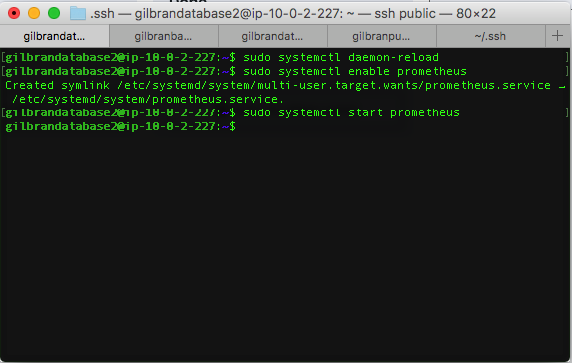 .ssh — gilbrandatabase2@ip-10-0-2-227: ~ — ssh public — 80×22
gilbrandat... gilbranba... gilbrandat... gilbranpu... ~/.ssh
[gilbrandatabase2@ip-10-0-2-227:~$ sudo systemctl daemon-reload ]
[gilbrandatabase2@ip-10-0-2-227:~$ sudo systemctl enable prometheus ]
Created symlink /etc/systemd/system/multi-user.target.wants/prometheus.service →
/etc/systemd/system/prometheus.service.
[gilbrandatabase2@ip-10-0-2-227:~$ sudo systemctl start prometheus ]
gilbrandatabase2@ip-10-0-2-227:~$